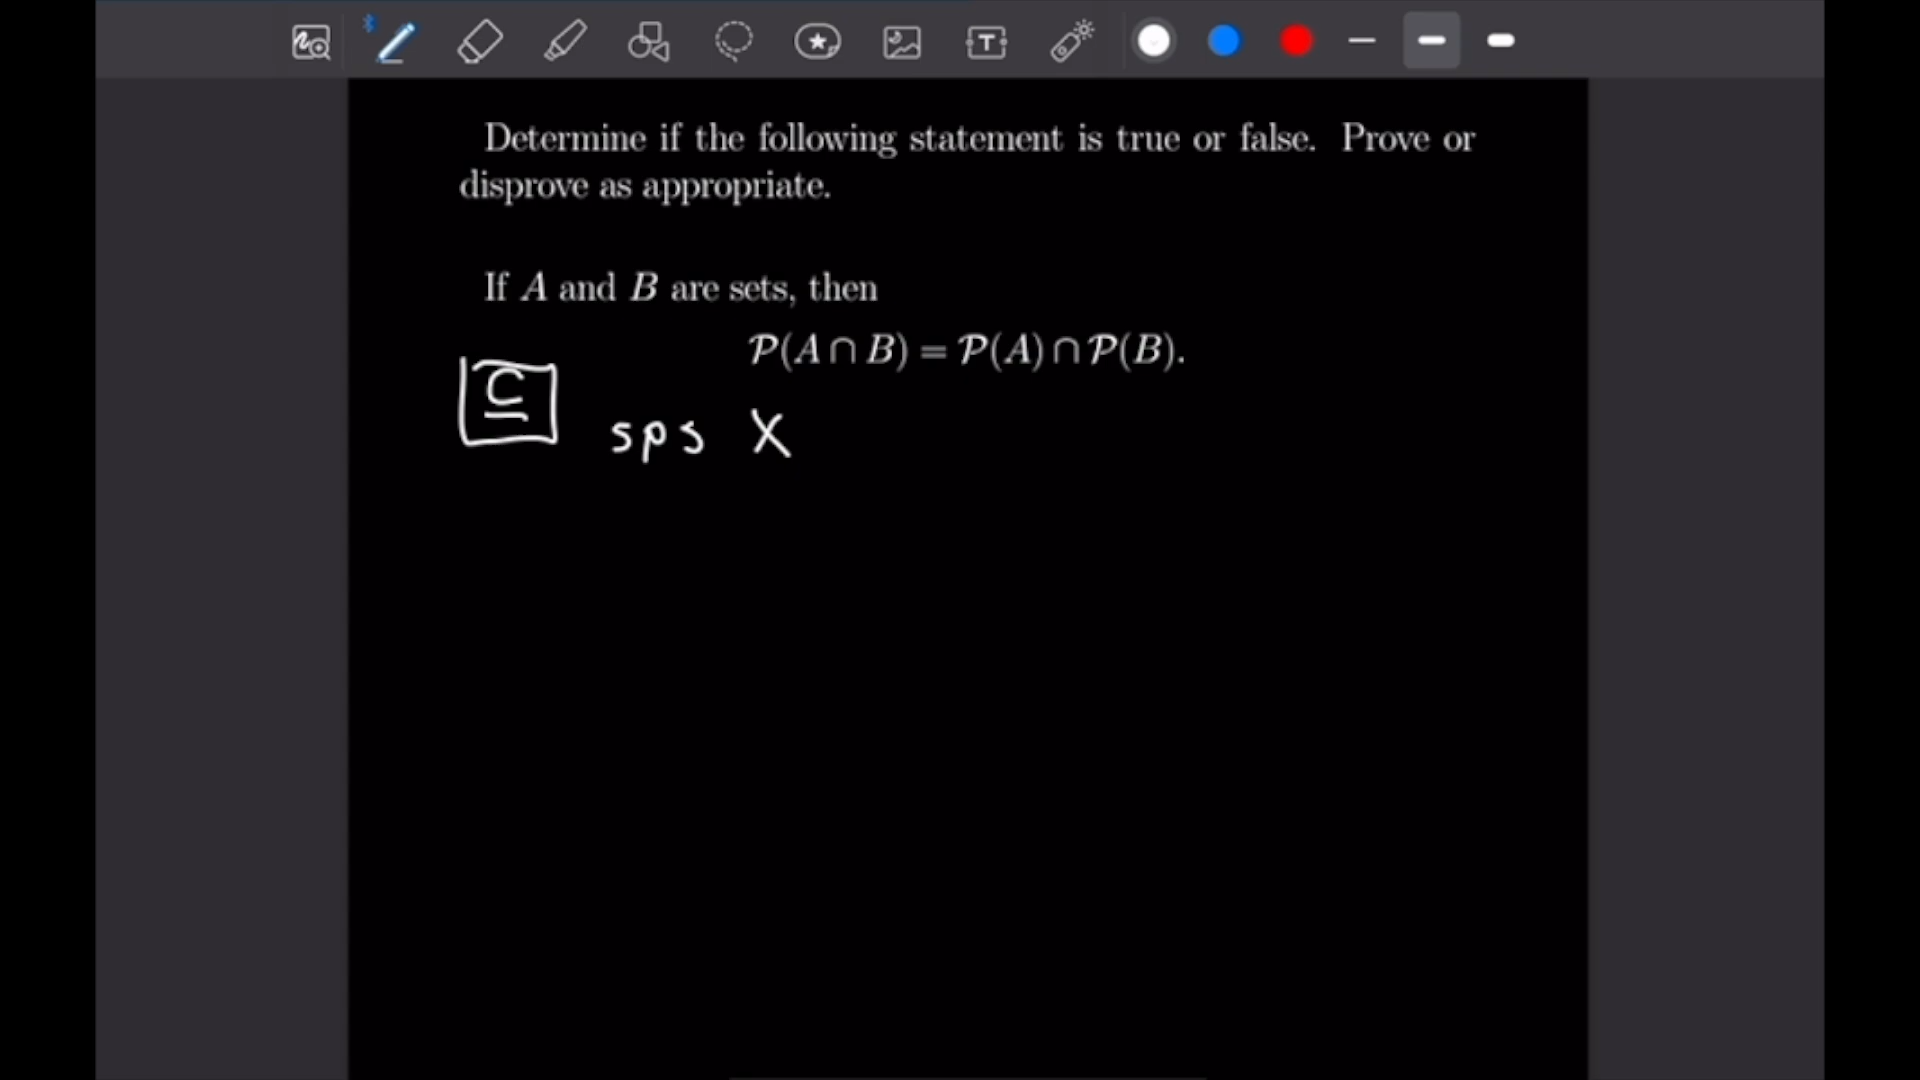 Determine if the following statement is true or false. Prove or
disprove as appropriate.
If A and B are sets, then
𝒫(A ∩ B) = 𝒫(A) ∩ 𝒫(B).
⊆ sps X